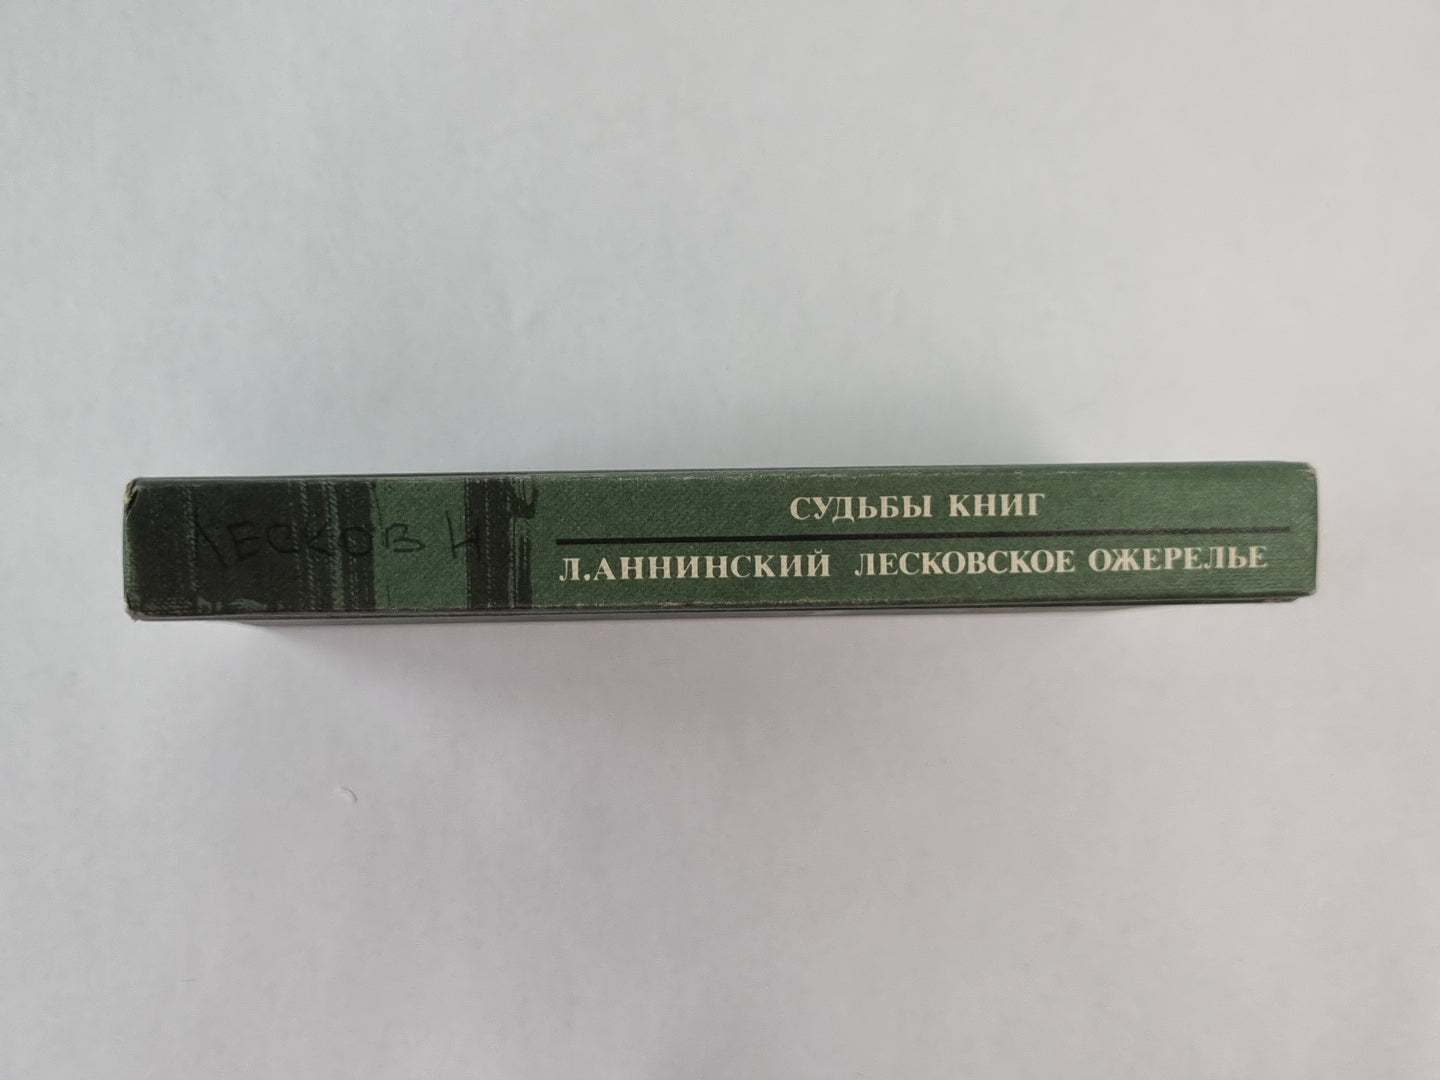 ЛЕСКОВ Н
СУДЬБЫ КНИГ
Л.АННИНСКИЙ ЛЕСКОВСКОЕ ОЖЕРЕЛЬЕ